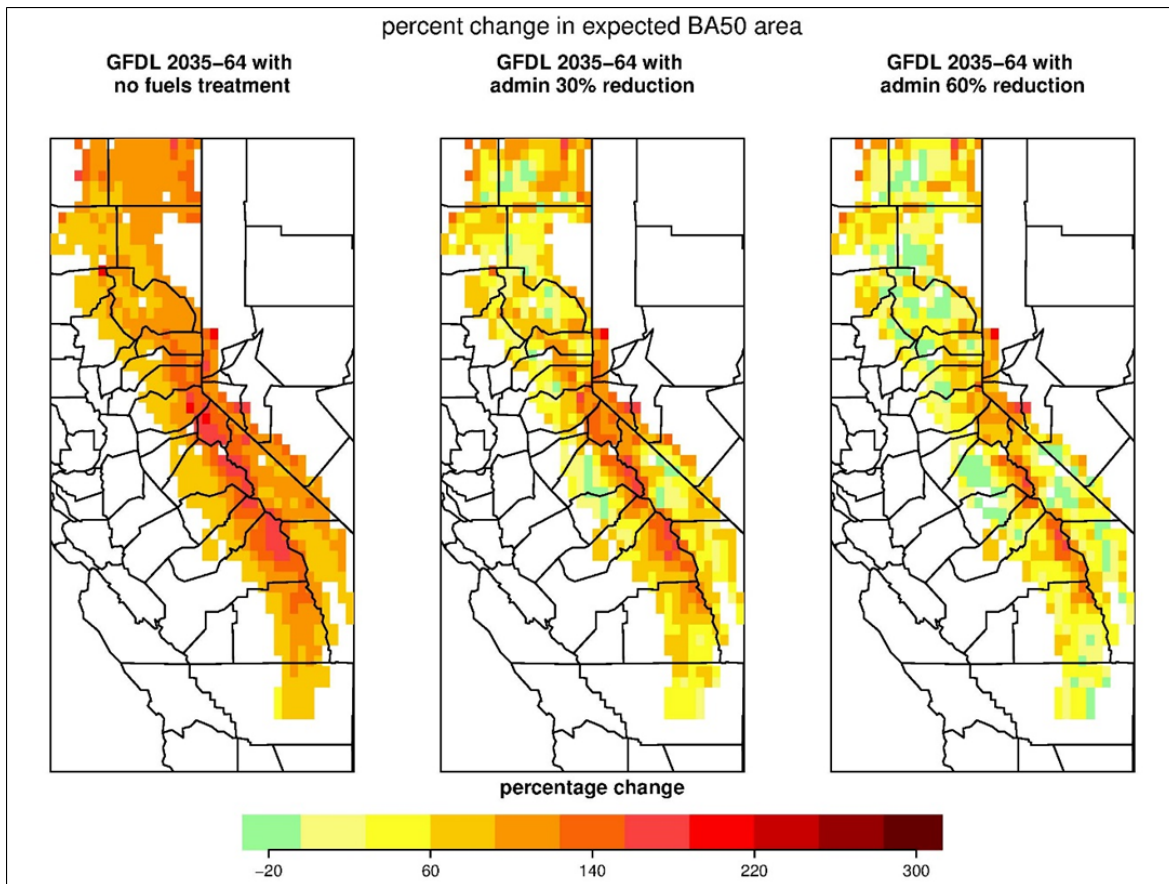 percent change in expected BA50 area
GFDL 2035−64 with
no fuels treatment
GFDL 2035−64 with
admin 30% reduction
GFDL 2035−64 with
admin 60% reduction
percentage change
−20
60
140
220
300